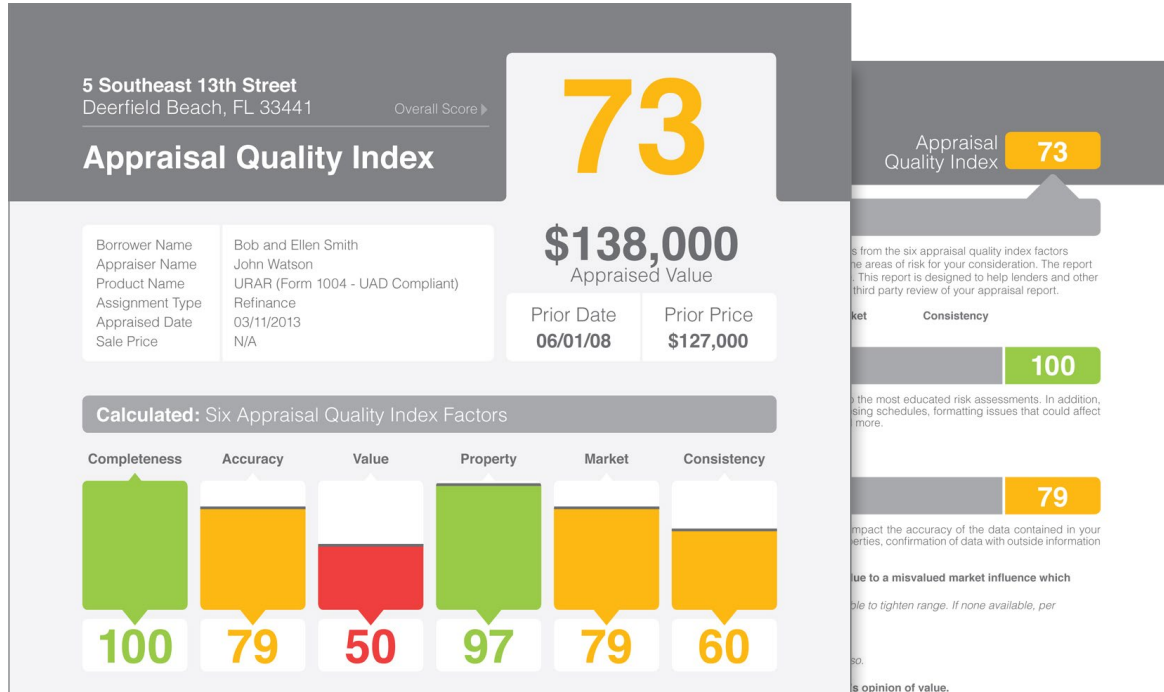 5 Southeast 13th Street
Deerfield Beach, FL 33441
Overall Score
73
Appraisal Quality Index
$138,000
Appraised Value
Borrower Name Bob and Ellen Smith
Appraiser Name John Watson
Product Name URAR (Form 1004 - UAD Compliant)
Assignment Type Refinance
Appraised Date 03/11/2013
Sale Price N/A
Prior Date Prior Price
06/01/08 $127,000
Calculated: Six Appraisal Quality Index Factors
Completeness Accuracy Value Property Market Consistency
100 79 50 97 79 60
Appraisal
Quality Index
73
from the six appraisal quality index factors
areas of risk for your consideration. The report
This report is designed to help lenders and other
third party review of your appraisal report.
Consistency
100
the most educated risk assessments. In addition,
schedules, formatting issues that could affect
more.
79
impact the accuracy of the data contained in your
confirmation of data with outside information
to a misvalued market influence which
to tighten range. If none available, per
so.
opinion of value.